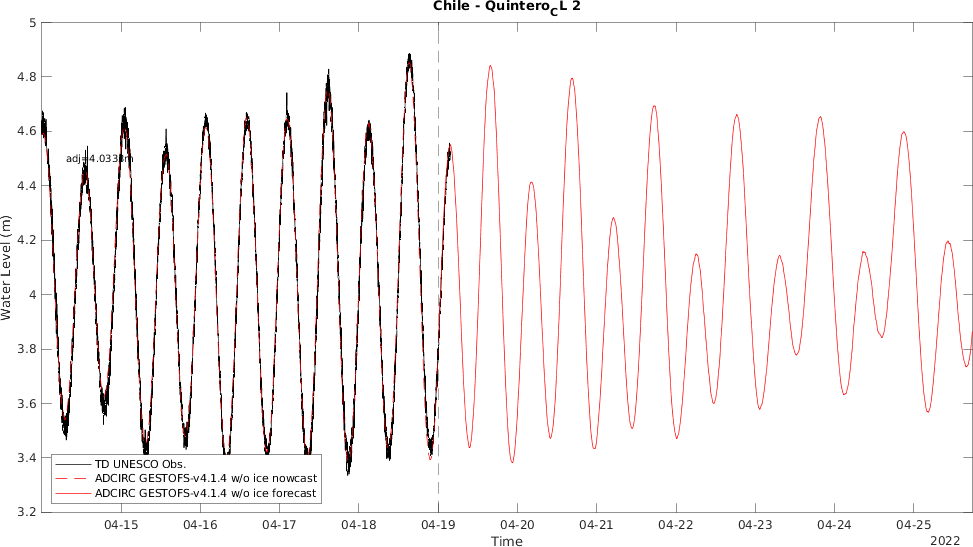 Chile - Quintero_CL 2
5
4.8
4.6
adj=4.0338m
4.4
4.2
Water Level (m)
4
3.8
3.6
3.4
TD UNESCO Obs.
ADCIRC GESTOFS-v4.1.4 w/o ice nowcast
ADCIRC GESTOFS-v4.1.4 w/o ice forecast
3.2
04-15 04-16 04-17 04-18 04-19 04-20 04-21 04-22 04-23 04-24 04-25
Time
2022